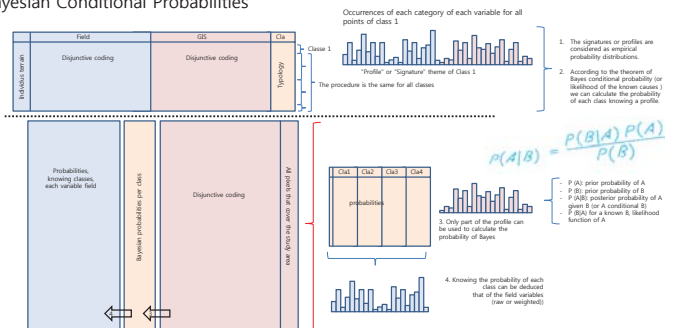 ayesian Conditional Probabilities
Occurrences of each category of each variable for all
points of class 1
Field
GIS
Cla
Individus terrain
Disjunctive coding
Disjunctive coding
Typology
Classe 1
The procedure is the same for all classes
"Profile" or "Signature" theme of Class 1
1. The signatures or profiles are
considered as empirical
probability distributions.
2. According to the theorem of
Bayes conditional probability (or
likelihood of the known causes )
we can calculate the probability
of each class knowing a profile.
P(A|B) = P(B|A) P(A)
P(B)
Probabilities,
knowing classes,
each variable field
Bayesian probabilities per class
Disjunctive coding
All pixels that cover the study area
Cla1 Cla2 Cla3 Cla4
probabilities
3. Only part of the profile can
be used to calculate the
probability of Bayes
- P (A): prior probability of A
- P (B): prior probability of B
- P (A|B): posterior probability of A
given B (or A conditional B)
- P (B|A) for a known B, likelihood
function of A
4. Knowing the probability of each
class can be deduced
that of the field variables
(raw or weighted))